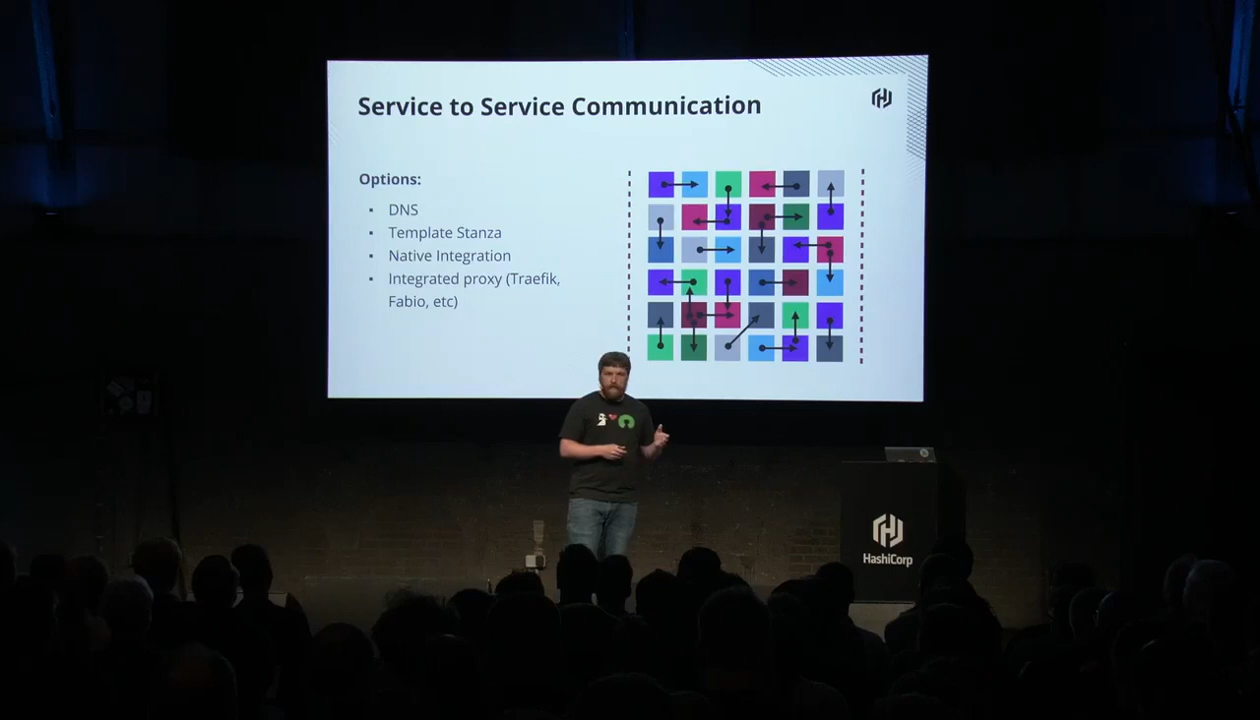 Service to Service Communication
Options:
▪ DNS
▪ Template Stanza
▪ Native Integration
▪ Integrated proxy (Traefik,
Fabio, etc)
HashiCorp